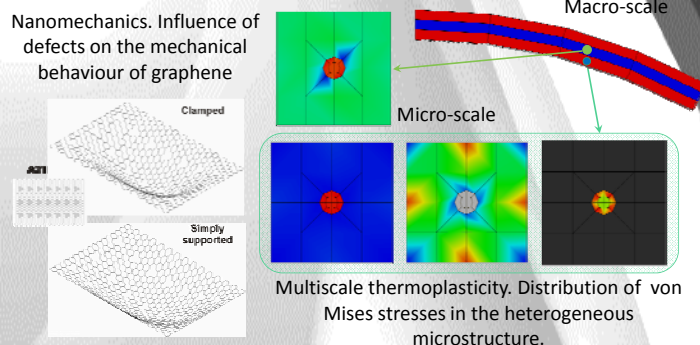 Nanomechanics. Influence of
defects on the mechanical
behaviour of graphene
Macro-scale
Micro-scale
Clamped
Simply
supported
Multiscale thermoplasticity. Distribution of von
Mises stresses in the heterogeneous
microstructure.